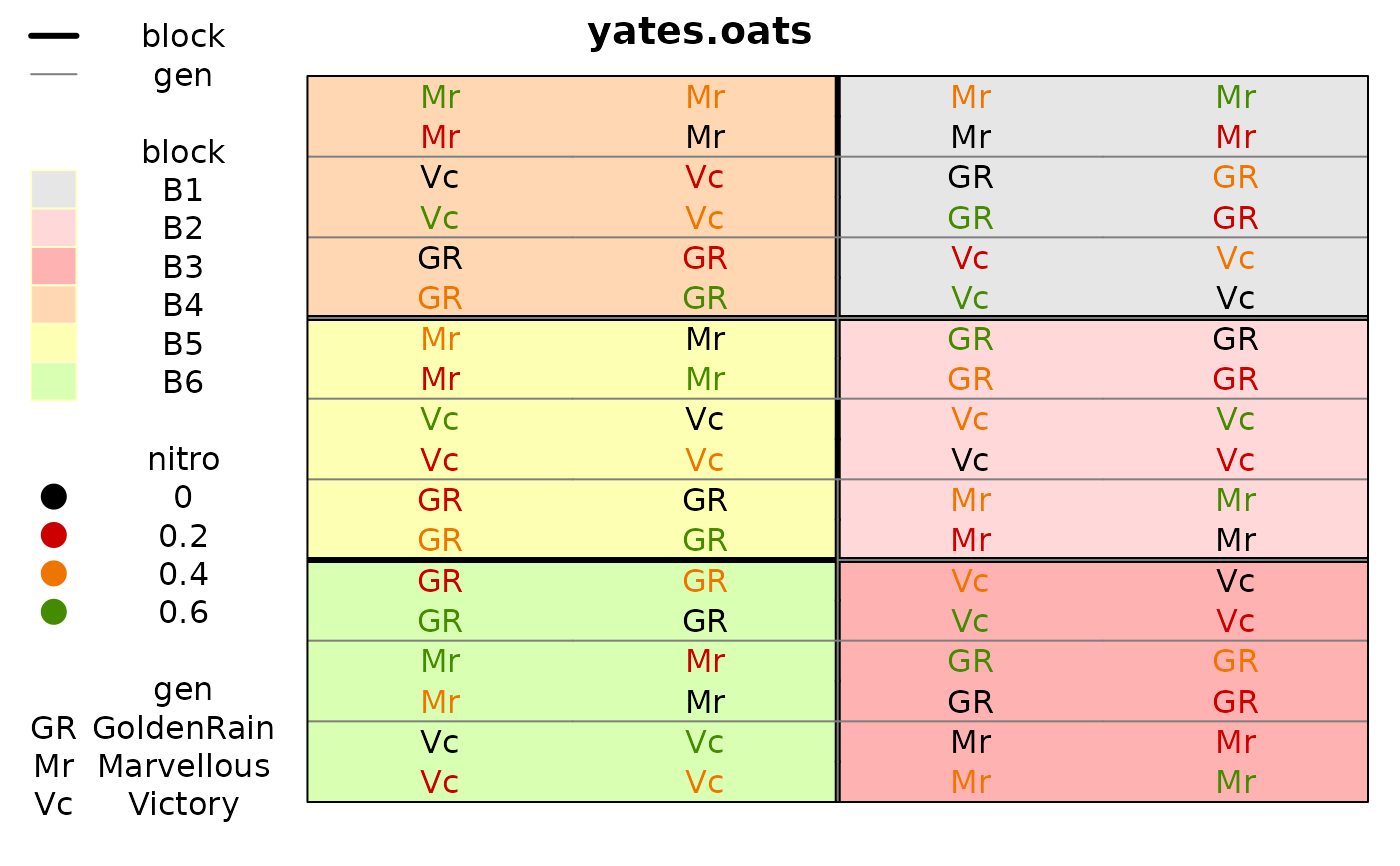 yates.oats
block
gen
block
B1
B2
B3
B4
B5
B6
nitro
0
0.2
0.4
0.6
gen
GR GoldenRain
Mr Marvellous
Vc Victory
Mr Mr Mr Mr
Mr Mr Mr Mr
Vc Vc GR GR
Vc Vc GR GR
GR GR Vc Vc
GR GR Vc Vc
Mr Mr GR GR
Mr Mr GR GR
Vc Vc Vc Vc
Vc Vc Vc Vc
GR GR Mr Mr
GR GR Mr Mr
GR GR Vc Vc
GR GR Vc Vc
Mr Mr GR GR
Mr Mr GR GR
Vc Vc Mr Mr
Vc Vc Mr Mr